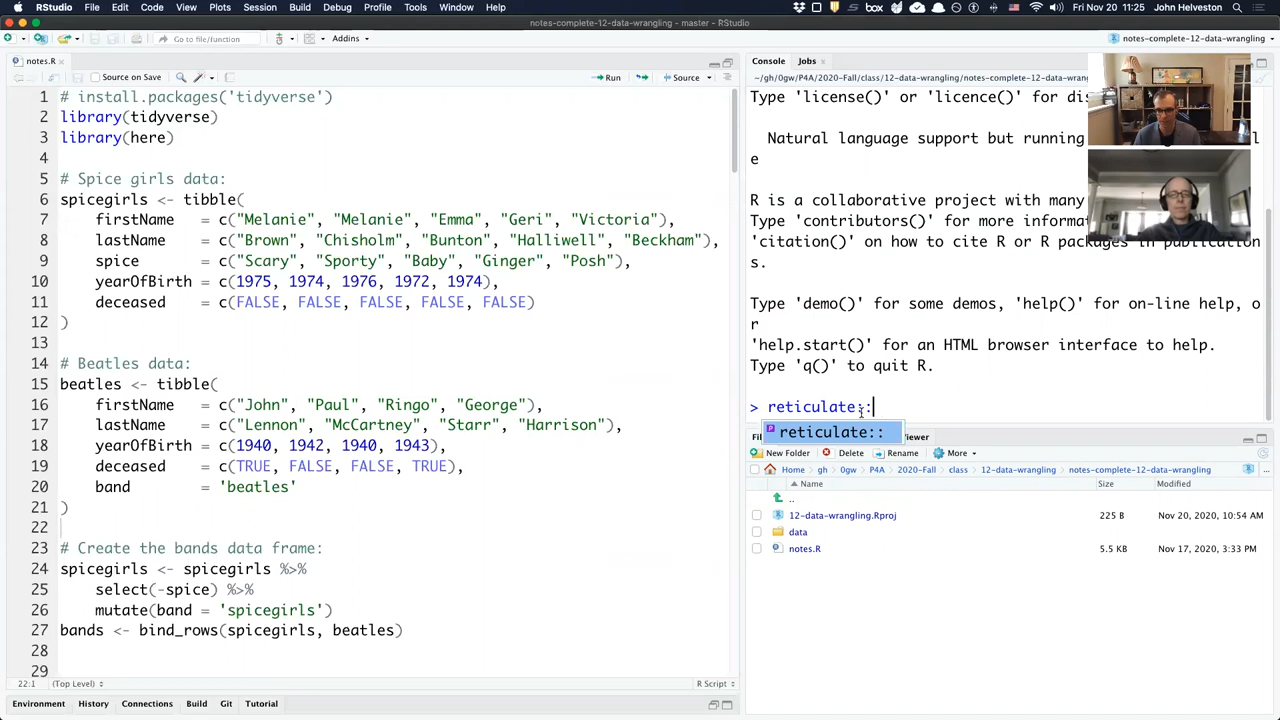 RStudio File Edit Code View Plots Session Build Debug Profile Tools Window Help
Fri Nov 20 11:25 John Helveston
notes-complete-12-data-wrangling - master - RStudio
Go to file/function
Addins
notes-complete-12-data-wrangling
notes.R
Source on Save
Run
Source
1 # install.packages('tidyverse')
2 library(tidyverse)
3 library(here)
4
5 # Spice girls data:
6 spicegirls <- tibble(
7 firstName = c("Melanie", "Melanie", "Emma", "Geri", "Victoria"),
8 lastName = c("Brown", "Chisholm", "Bunton", "Halliwell", "Beckham"),
9 spice = c("Scary", "Sporty", "Baby", "Ginger", "Posh"),
10 yearOfBirth = c(1975, 1974, 1976, 1972, 1974),
11 deceased = c(FALSE, FALSE, FALSE, FALSE, FALSE)
12 )
13
14 # Beatles data:
15 beatles <- tibble(
16 firstName = c("John", "Paul", "Ringo", "George"),
17 lastName = c("Lennon", "McCartney", "Starr", "Harrison"),
18 yearOfBirth = c(1940, 1942, 1940, 1943),
19 deceased = c(TRUE, FALSE, FALSE, TRUE),
20 band = 'beatles'
21 )
22
23 # Create the bands data frame:
24 spicegirls <- spicegirls %>%
25 select(-spice) %>%
26 mutate(band = 'spicegirls')
27 bands <- bind_rows(spicegirls, beatles)
28
29
22:1 (Top Level) R Script
Environment History Connections Build Git Tutorial
Console Jobs
~/gh/0gw/P4A/2020-Fall/class/12-data-wrangling/notes-complete-12-data-wrang
Type 'license()' or 'licence()' for dis
Natural language support but running
le
e
R is a collaborative project with many
Type 'contributors()' for more informat
'citation()' on how to cite R or R packages in publication
s.
Type 'demo()' for some demos, 'help()' for on-line help, o
r
'help.start()' for an HTML browser interface to help.
Type 'q()' to quit R.
> reticulate::
reticulate::
Viewer
New Folder Delete Rename More
Home gh 0gw P4A 2020-Fall class 12-data-wrangling notes-complete-12-data-wrangling
Name Size Modified
..
12-data-wrangling.Rproj 225 B Nov 20, 2020, 10:54 AM
data
notes.R 5.5 KB Nov 17, 2020, 3:33 PM